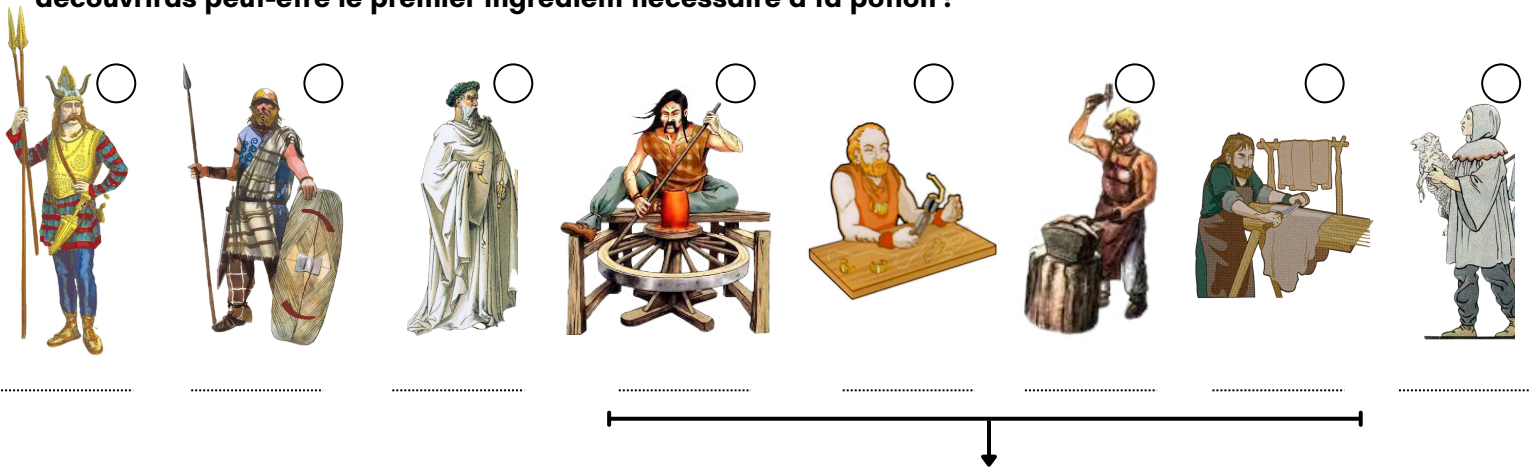 découvriras peut-être le premier ingrédient nécessaire à la potion !